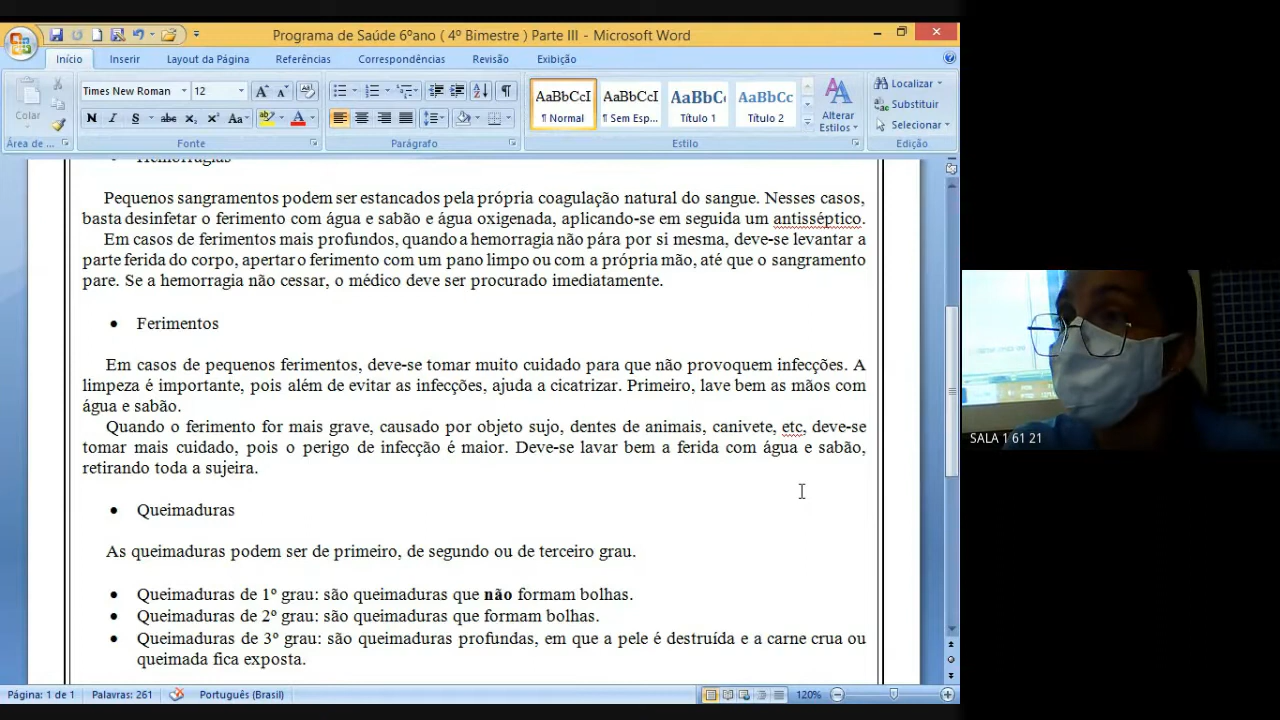 Programa de Saúde 6ºano ( 4º Bimestre ) Parte III - Microsoft Word
Início Inserir Layout da Página Referências Correspondências Revisão Exibição
Colar
Times New Roman 12
AaBbCcI AaBbCcI AaBbC AaBbCc
¶ Normal ¶ Sem Esp... Título 1 Título 2
Alterar Estilos
Localizar
Substituir
Selecionar
Área de ... Fonte Parágrafo Estilo Edição
Hemorragias
Pequenos sangramentos podem ser estancados pela própria coagulação natural do sangue. Nesses casos,
basta desinfetar o ferimento com água e sabão e água oxigenada, aplicando-se em seguida um antisséptico.
Em casos de ferimentos mais profundos, quando a hemorragia não pára por si mesma, deve-se levantar a
parte ferida do corpo, apertar o ferimento com um pano limpo ou com a própria mão, até que o sangramento
pare. Se a hemorragia não cessar, o médico deve ser procurado imediatamente.
• Ferimentos
Em casos de pequenos ferimentos, deve-se tomar muito cuidado para que não provoquem infecções. A
limpeza é importante, pois além de evitar as infecções, ajuda a cicatrizar. Primeiro, lave bem as mãos com
água e sabão.
Quando o ferimento for mais grave, causado por objeto sujo, dentes de animais, canivete, etc, deve-se
tomar mais cuidado, pois o perigo de infecção é maior. Deve-se lavar bem a ferida com água e sabão,
retirando toda a sujeira.
• Queimaduras
As queimaduras podem ser de primeiro, de segundo ou de terceiro grau.
• Queimaduras de 1º grau: são queimaduras que não formam bolhas.
• Queimaduras de 2º grau: são queimaduras que formam bolhas.
• Queimaduras de 3º grau: são queimaduras profundas, em que a pele é destruída e a carne crua ou
queimada fica exposta.
Página: 1 de 1 Palavras: 261 Português (Brasil) 120%
SALA 1 61 21